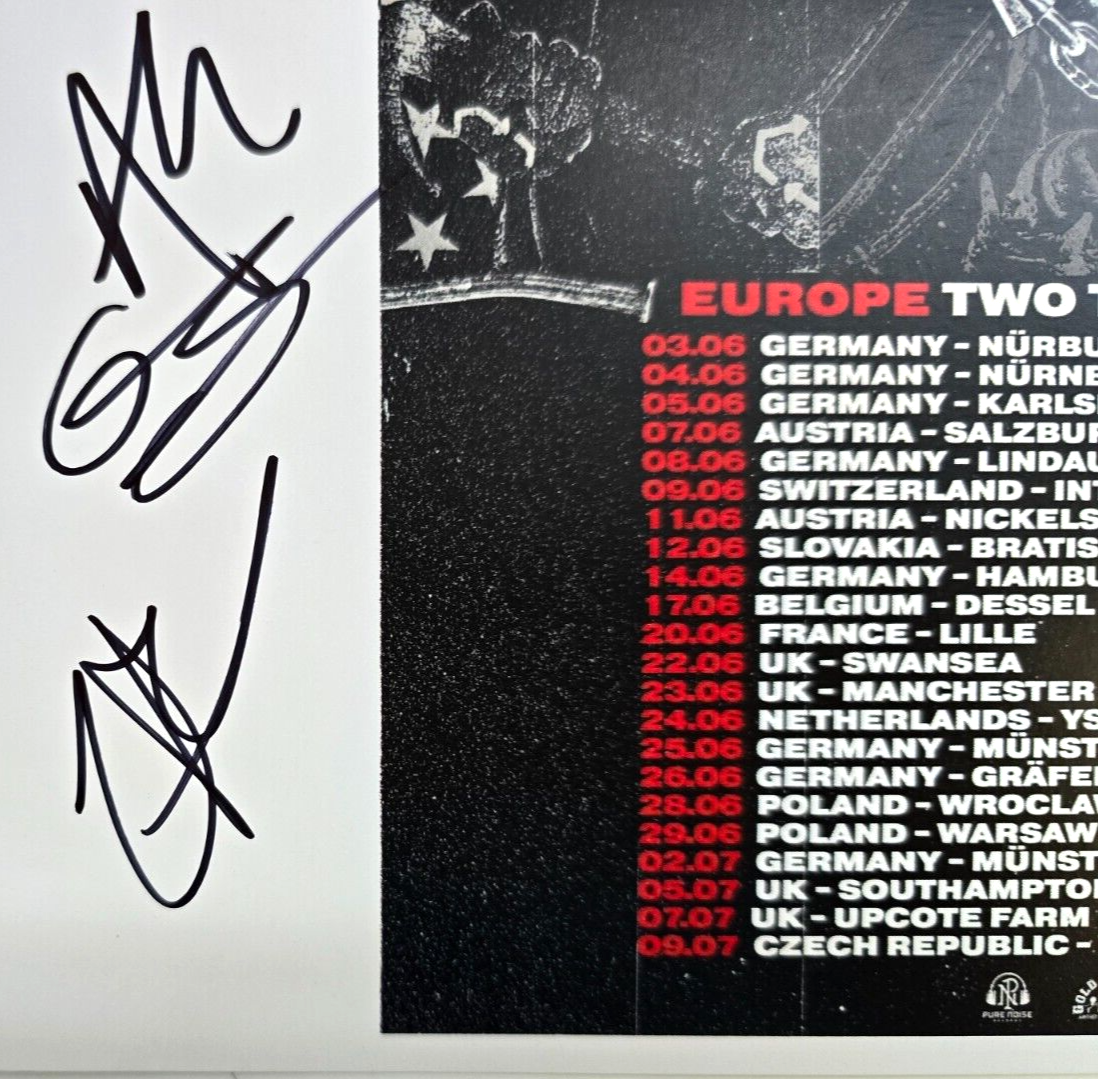 EUROPE TWO
03.06 GERMANY - NÜRBU
04.06 GERMANY - NÜRNE
05.06 GERMANY - KARLS
07.06 AUSTRIA - SALZBUR
08.06 GERMANY - LINDAU
09.06 SWITZERLAND - INT
11.06 AUSTRIA - NICKELS
12.06 SLOVAKIA - BRATIS
14.06 GERMANY - HAMBU
17.06 BELGIUM - DESSEL
20.06 FRANCE - LILLE
22.06 UK - SWANSEA
23.06 UK - MANCHESTER
24.06 NETHERLANDS - YS
25.06 GERMANY - MÜNST
26.06 GERMANY - GRÄFE
28.06 POLAND - WROCLAW
29.06 POLAND - WARSAW
02.07 GERMANY - MÜNST
05.07 UK - SOUTHAMPTO
07.07 UK - UPCOTE FARM
09.07 CZECH REPUBLIC -
PURE NOISE
RECORDS